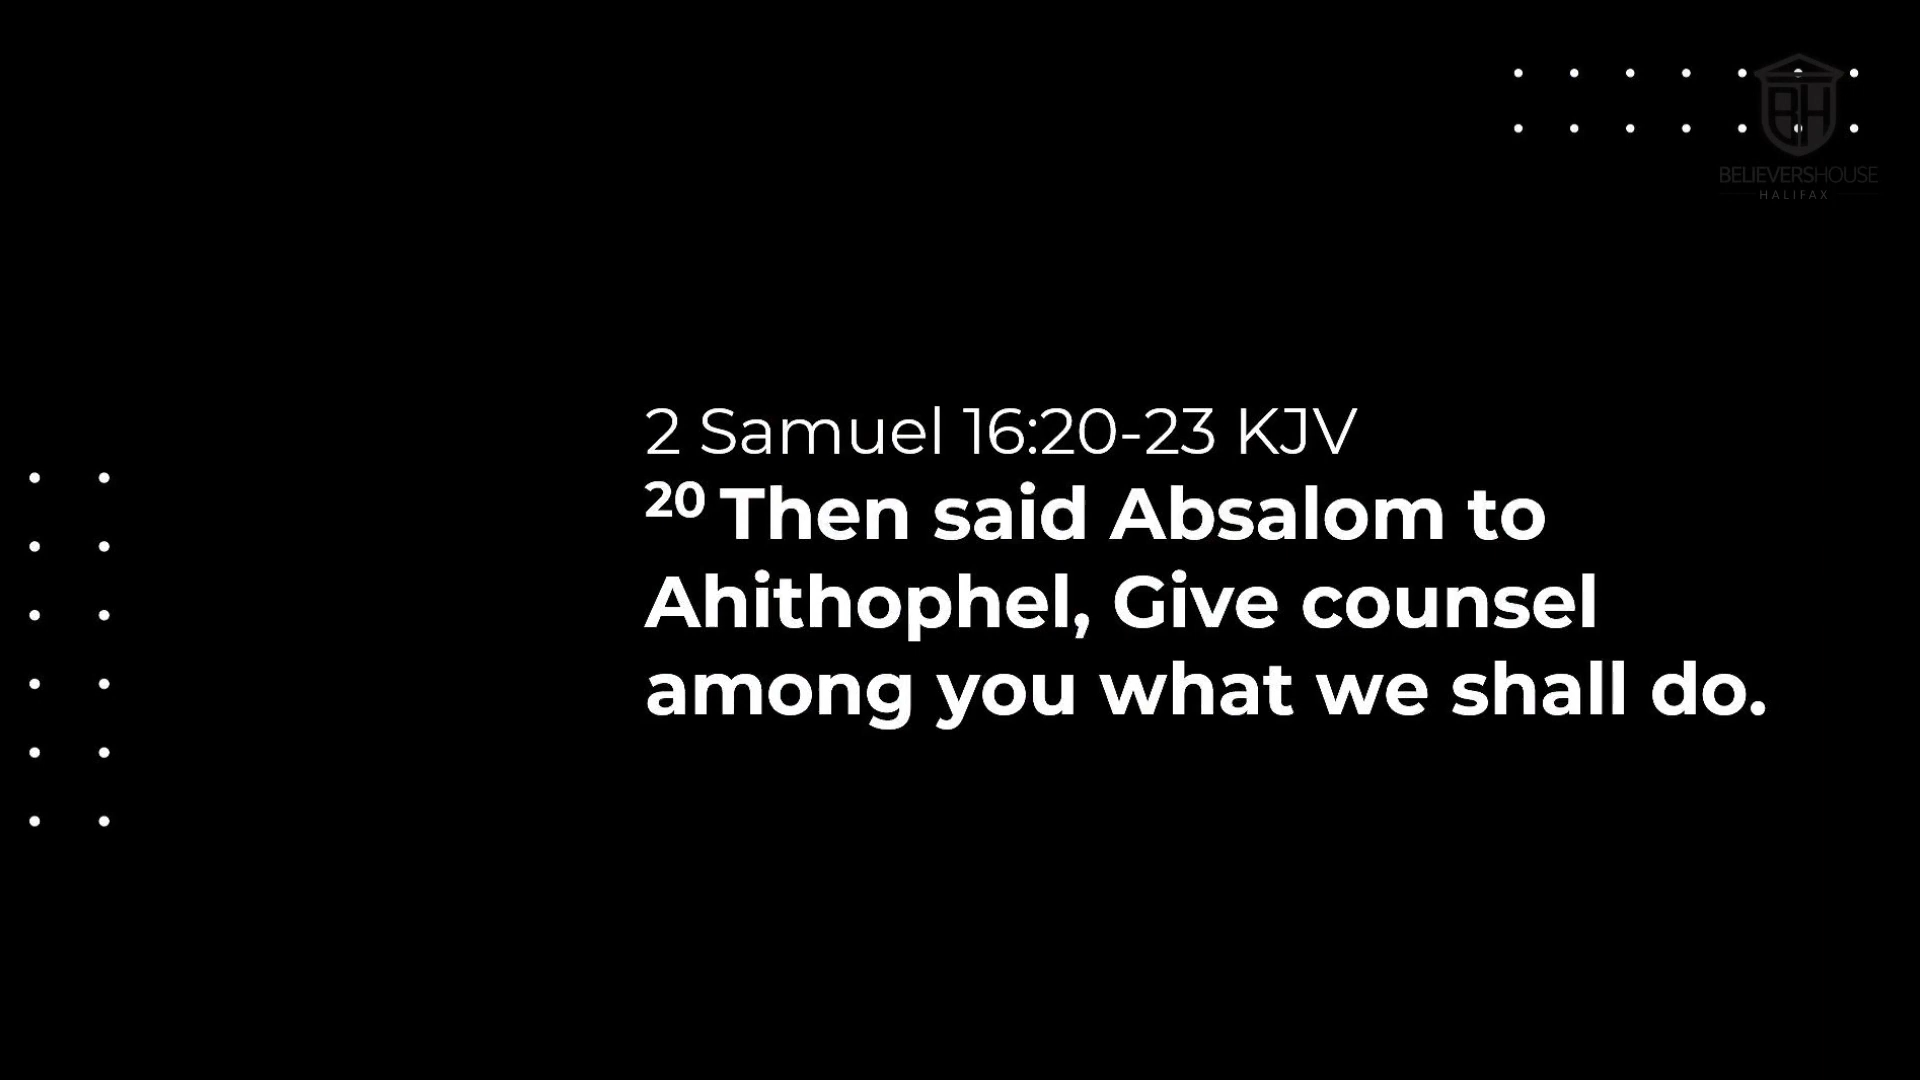 BH
BELIEVERSHOUSE
HALIFAX
2 Samuel 16:20-23 KJV
20 Then said Absalom to
Ahithophel, Give counsel
among you what we shall do.